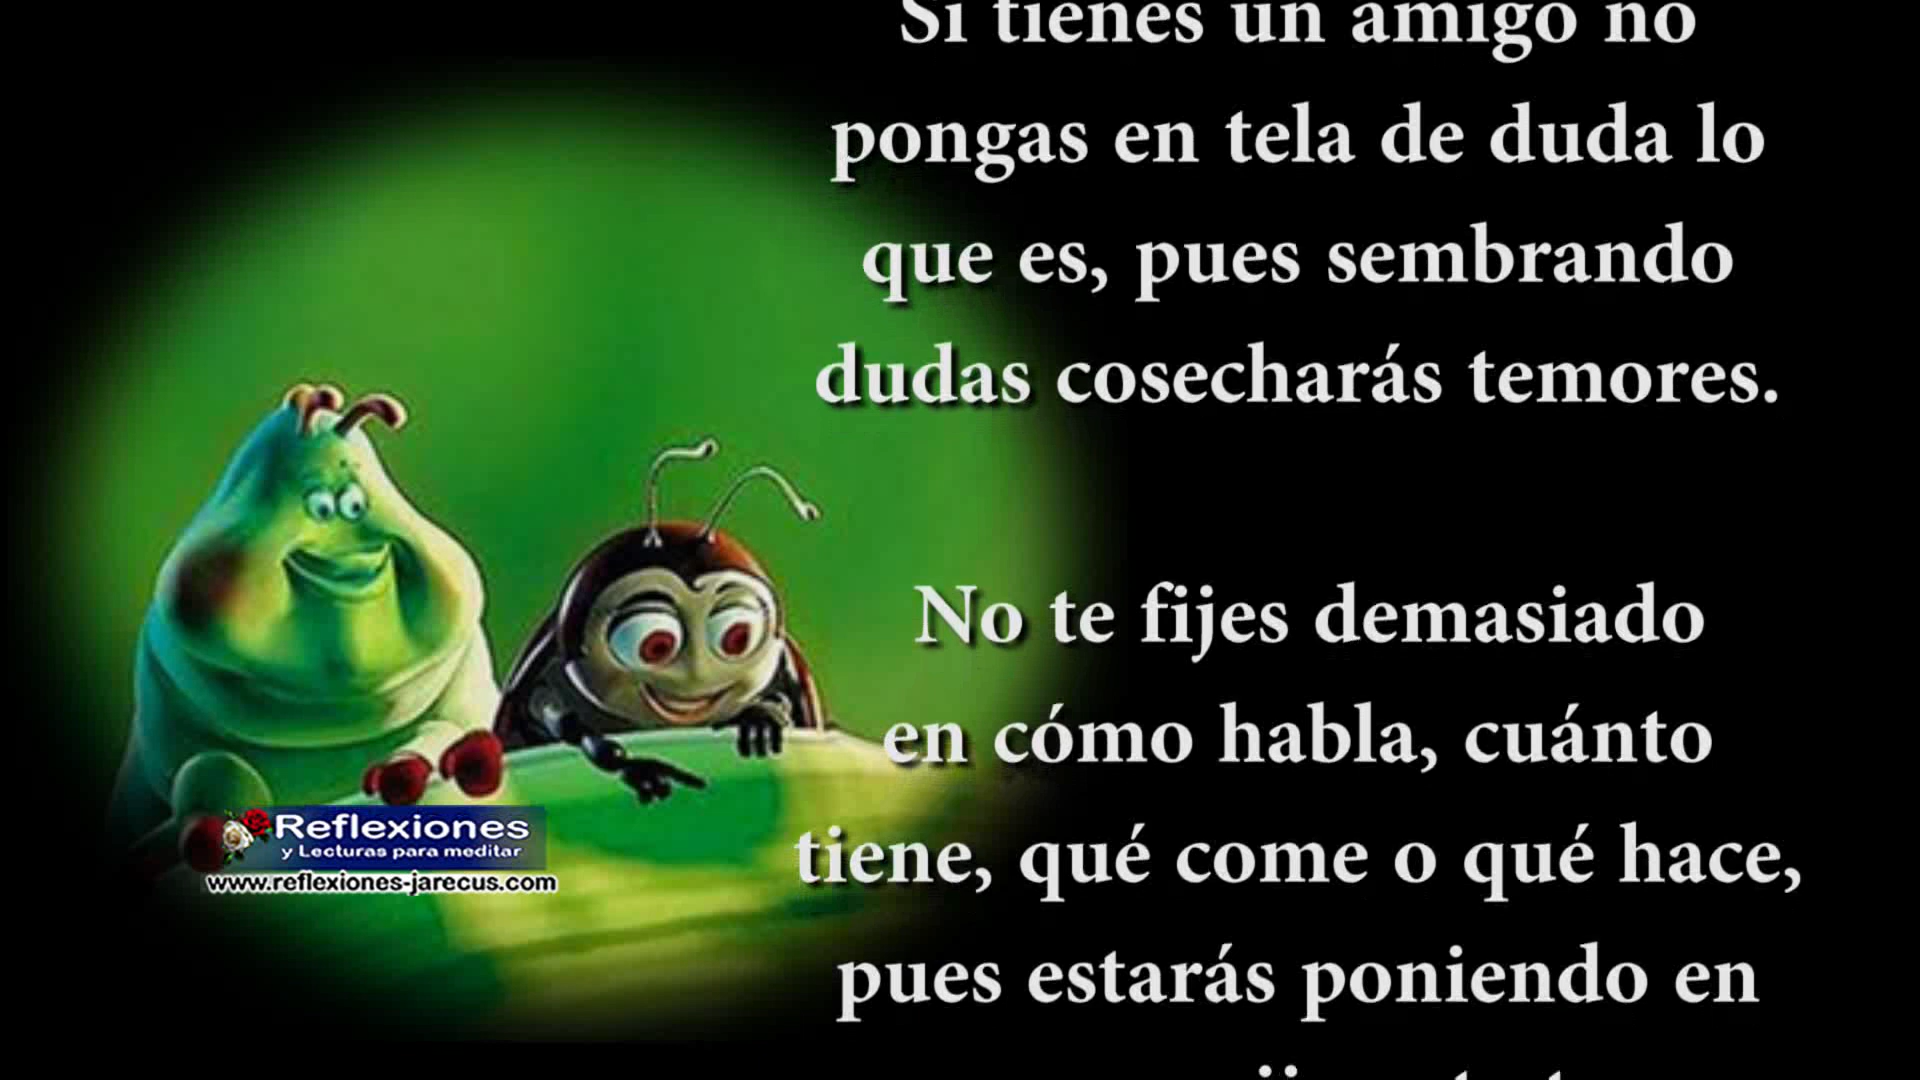 Si tienes un amigo no
pongas en tela de duda lo
que es, pues sembrando
dudas cosecharás temores.
No te fijes demasiado
en cómo habla, cuánto
tiene, qué come o qué hace,
pues estarás poniendo en
Reflexiones
y Lecturas para meditar
www.reflexiones-jarecus.com